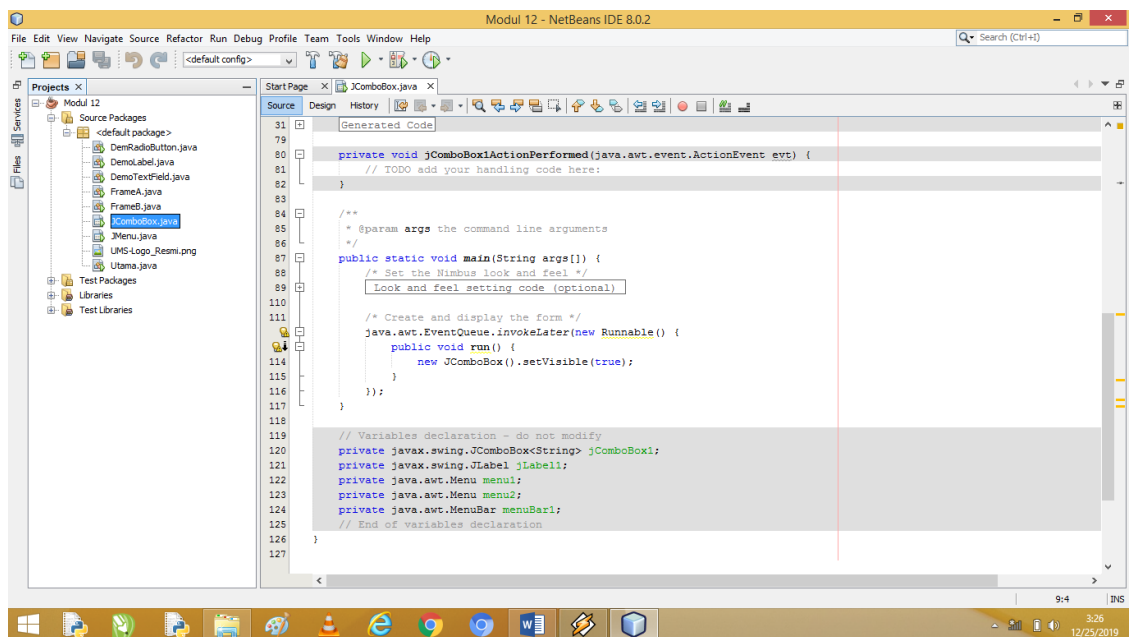 Modul 12 - NetBeans IDE 8.0.2
File Edit View Navigate Source Refactor Run Debug Profile Team Tools Window Help
Search (Ctrl+I)
<default config>
Projects
Start Page
JComboBox.java
Services
Files
Modul 12
Source Packages
<default package>
DemRadioButton.java
DemoLabel.java
DemoTextField.java
FrameA.java
FrameB.java
JComboBox.java
JMenu.java
UMS-Logo_Resmi.png
Utama.java
Test Packages
Libraries
Test Libraries
Source Design History
31 Generated Code
79
80 private void jComboBox1ActionPerformed(java.awt.event.ActionEvent evt) {
81 // TODO add your handling code here:
82 }
83
84 /**
85 * @param args the command line arguments
86 */
87 public static void main(String args[]) {
88 /* Set the Nimbus look and feel */
89 Look and feel setting code (optional)
110
111 /* Create and display the form */
java.awt.EventQueue.invokeLater(new Runnable() {
public void run() {
114 new JComboBox().setVisible(true);
115 }
116 });
117 }
118
119 // Variables declaration - do not modify
120 private javax.swing.JComboBox<String> jComboBox1;
121 private javax.swing.JLabel jLabel1;
122 private java.awt.Menu menu1;
123 private java.awt.Menu menu2;
124 private java.awt.MenuBar menuBar1;
125 // End of variables declaration
126 }
127
9:4 INS
3:26
12/25/2019